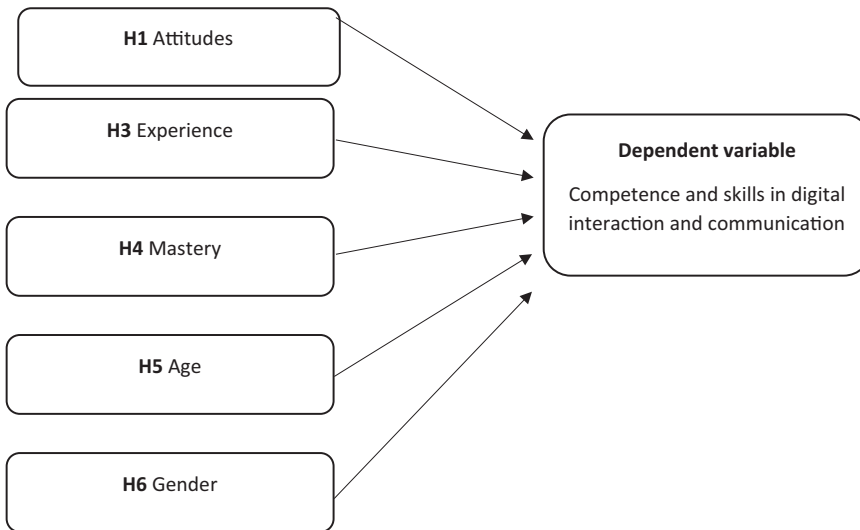 H1 Attitudes
H3 Experience
H4 Mastery
H5 Age
H6 Gender
Dependent variable
Competence and skills in digital
interaction and communication